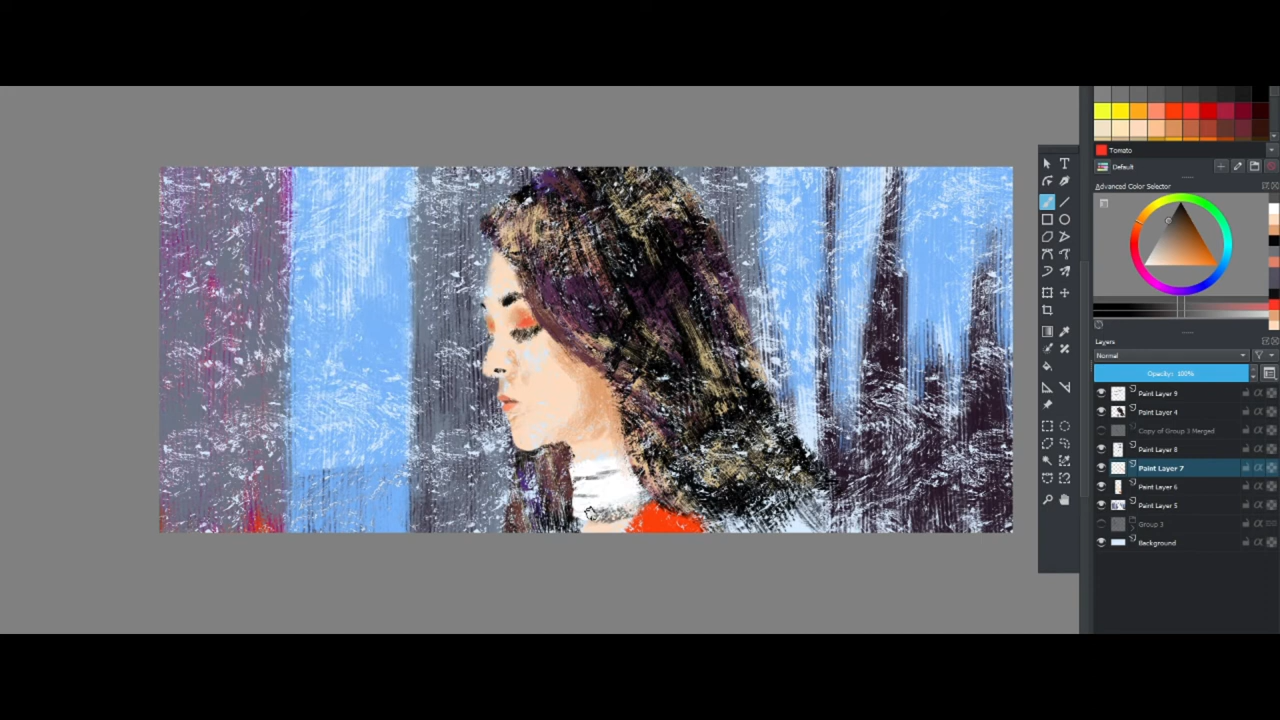 Tomato
Default
Advanced Color Selector
Layers
Normal
Opacity: 100%
Paint Layer 9
Paint Layer 4
Copy of Group 3 Merged
Paint Layer 8
Paint Layer 7
Paint Layer 6
Paint Layer 5
Group 3
Background